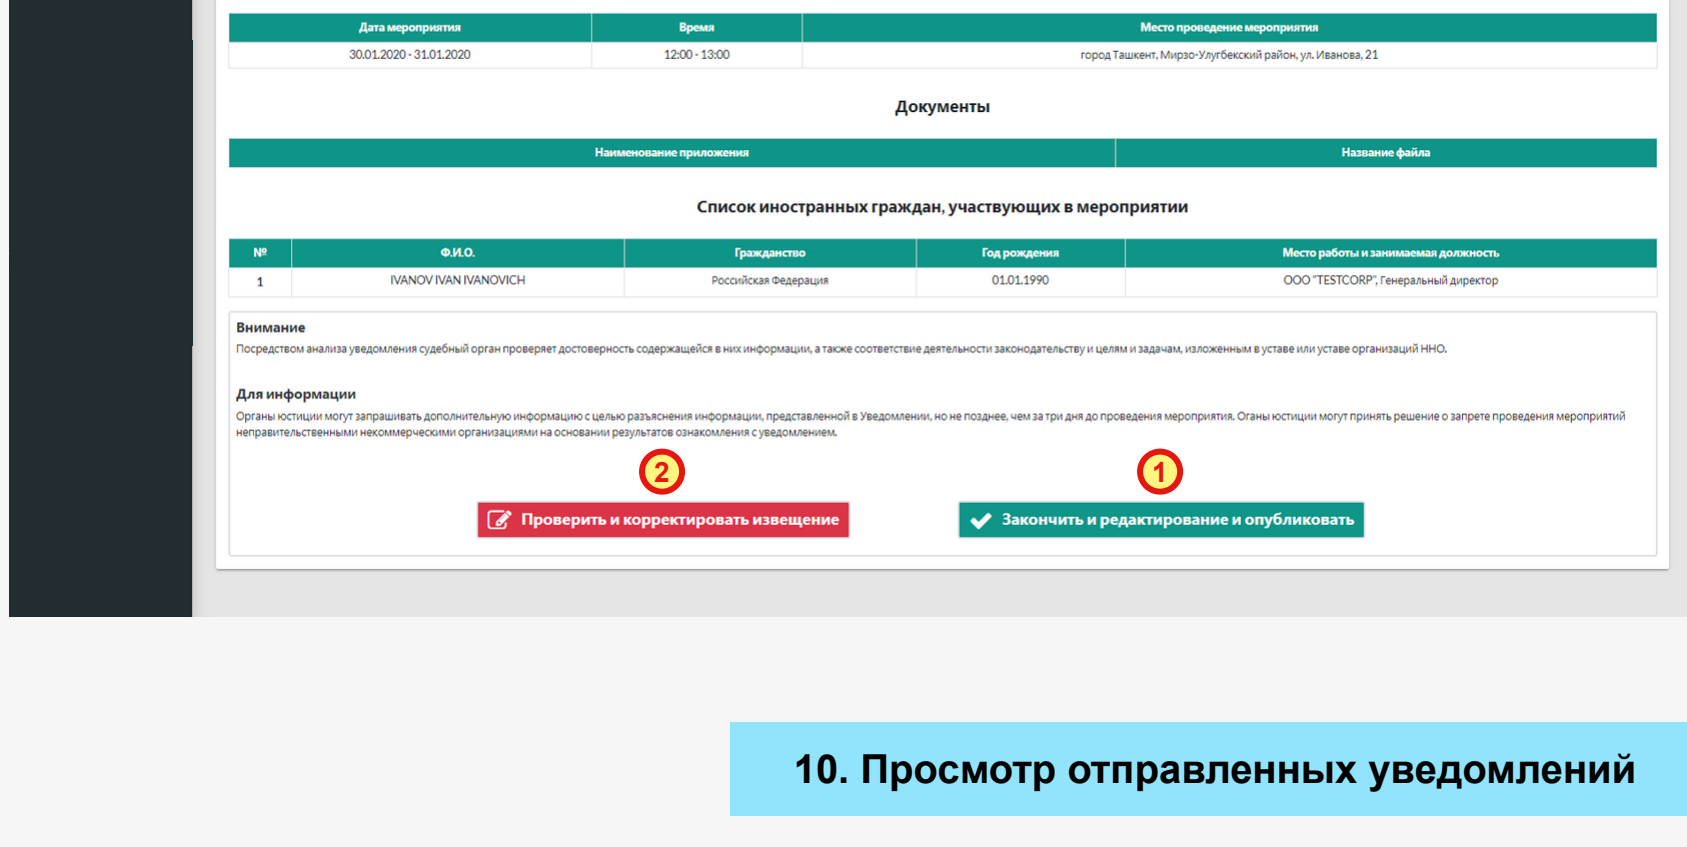 Дата мероприятия Время Место проведение мероприятия
30.01.2020 - 31.01.2020 12:00 - 13:00 город Ташкент, Мирзо-Улугбекский район, ул. Иванова, 21
Документы
Наименование приложения Название файла
Список иностранных граждан, участвующих в мероприятии
№ Ф.И.О. Гражданство Год рождения Место работы и занимаемая должность
1 IVANOV IVAN IVANOVICH Российская Федерация 01.01.1990 ООО "TESTCORP", Генеральный директор
Внимание
Посредством анализа уведомления судебный орган проверяет достоверность содержащейся в них информации, а также соответствие деятельности законодательству и целям и задачам, изложенным в уставе или уставе организаций ННО.
Для информации
Органы юстиции могут запрашивать дополнительную информацию с целью разъяснения информации, представленной в Уведомлении, но не позднее, чем за три дня до проведения мероприятия. Оганы юстиции могут принять решение о запрете проведения мероприятий
неправительственными некоммерческими организациями на основании результатов ознакомления с уведомлением.
2 1
Проверить и корректировать извещение Закончить и редактирование и опубликовать
10. Просмотр отправленных уведомлений